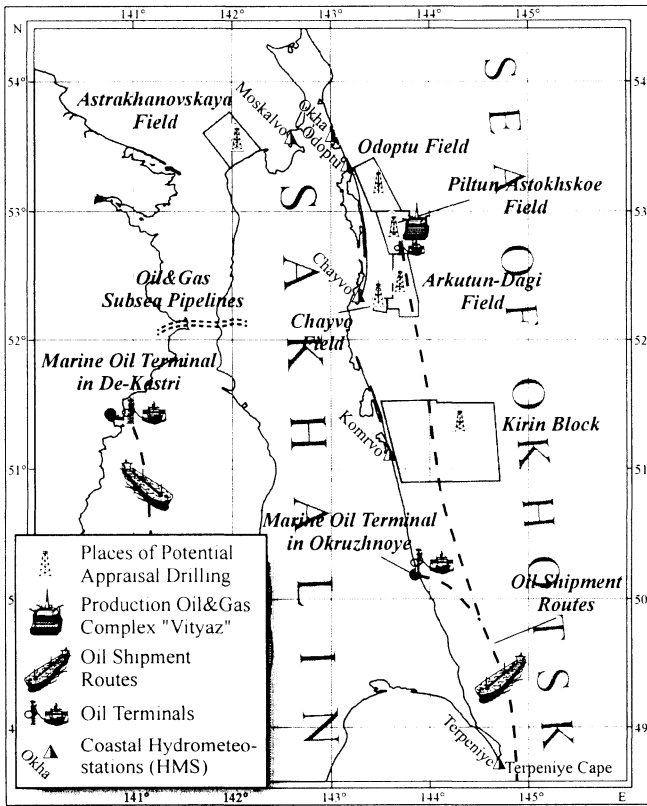 141° 142° 143° 144° 145°
N
54°
54°
SEA OF OKHOTSK
SAKHALIN
Astrakhanovskaya
Field
Moskalvo
Okha
Odoptu
Odoptu Field
Piltun-Astokhskoe
Field
53°
53°
Chayvo
Oil&Gas
Subsea Pipelines
Arkutun-Dagi
Field
Chayvo
Field
52°
52°
Marine Oil Terminal
in De-Kastri
Kirin Block
Komrvo
51°
51°
Marine Oil Terminal
in Okruzhnoye
Oil Shipment
Routes
50°
Places of Potential
Appraisal Drilling
Production Oil&Gas
Complex "Vityaz"
Oil Shipment
Routes
Oil Terminals
Okha
Coastal Hydrometeo-
stations (HMS)
49°
Terpeniye
Terpeniye Cape
141° 142° 143° 144° 145° E